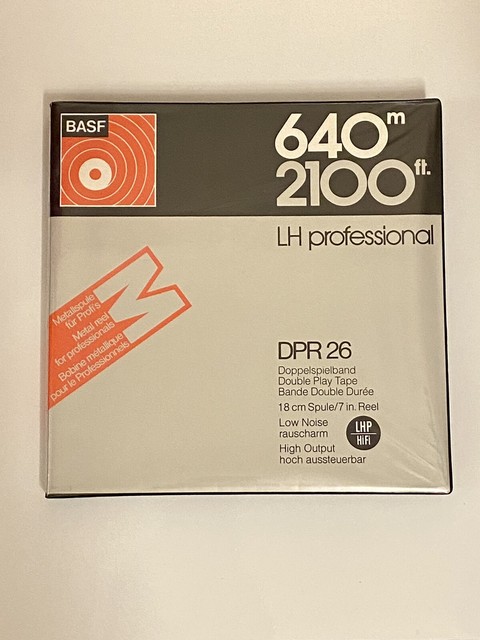 BASF
640m
2100ft.
LH professional
Metallspule
für Profi's
Metal reel
for professionals
Bobine métallique
pour le Professionnels
M
DPR 26
Doppelspielband
Double Play Tape
Bande Double Durée
18 cm Spule/7 in. Reel
Low Noise
rauscharm
LHP
HiFi
High Output
hoch aussteuerbar